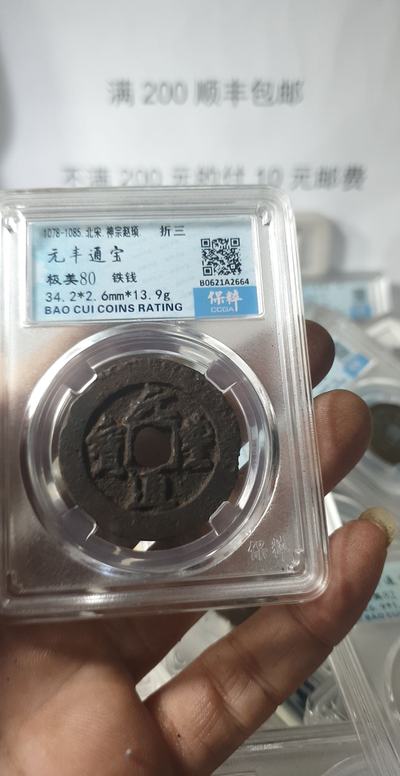 满 200 顺丰包邮
不满 200 元的付 10 元邮费
1078-1085 北宋 神宗赵顼 折三
元丰通宝
极美80 铁钱
34.2*2.6mm*13.9g
BAO CUI COINS RATING
B0621A2664
保粹
CCGA
元豐通寶
保粹